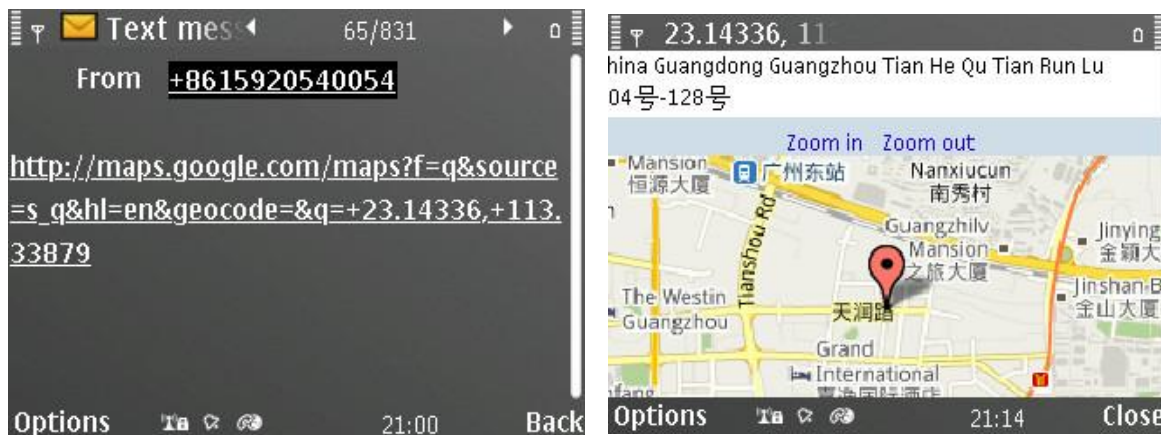 Text mess
65/831
From +8615920540054
http://maps.google.com/maps?f=q&source
=s_q&hl=en&geocode=&q=+23.14336,+113.
33879
Options
21:00
Back
23.14336, 11
hina Guangdong Guangzhou Tian He Qu Tian Run Lu
04号-128号
Zoom in Zoom out
Mansion
恒源大厦
广州东站
Nanxiucun
南秀村
Tianshou Rd
Guangzhilv
Mansion
之旅大厦
Jinying
金颖大
The Westin
Guangzhou
天润路
Jinshan B
金山大厦
Grand
International
Options
21:14
Close